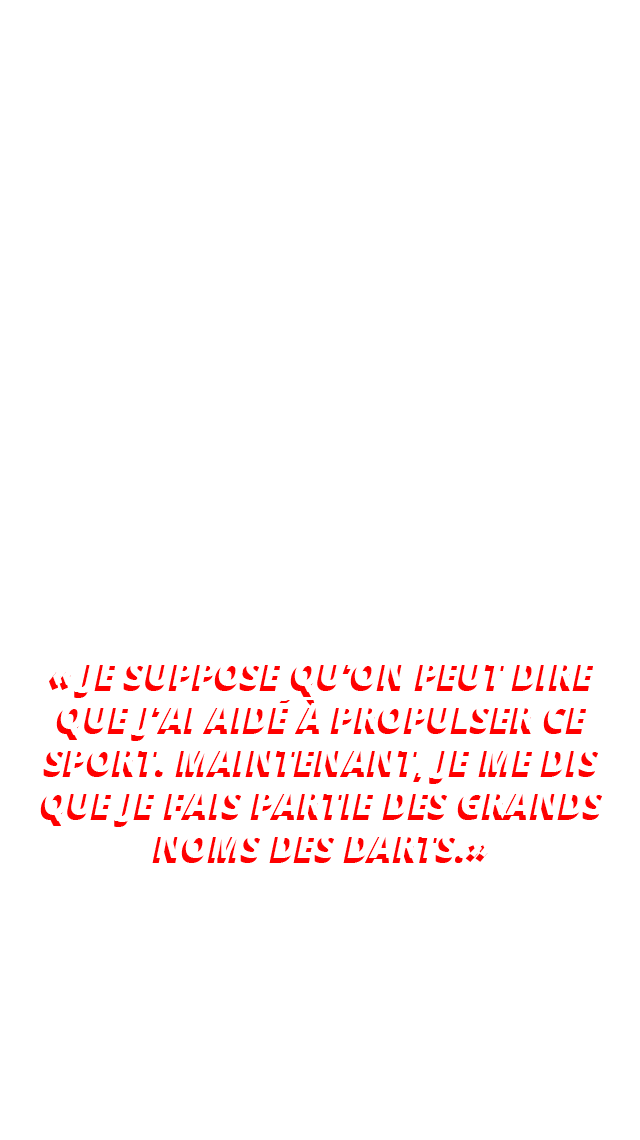 « JE SUPPOSE QU'ON PEUT DIRE
QUE J'AI AIDÉ À PROPULSER CE
SPORT. MAINTENANT, JE ME DIS
QUE JE FAIS PARTIE DES GRANDS
NOMS DES DARTS.»